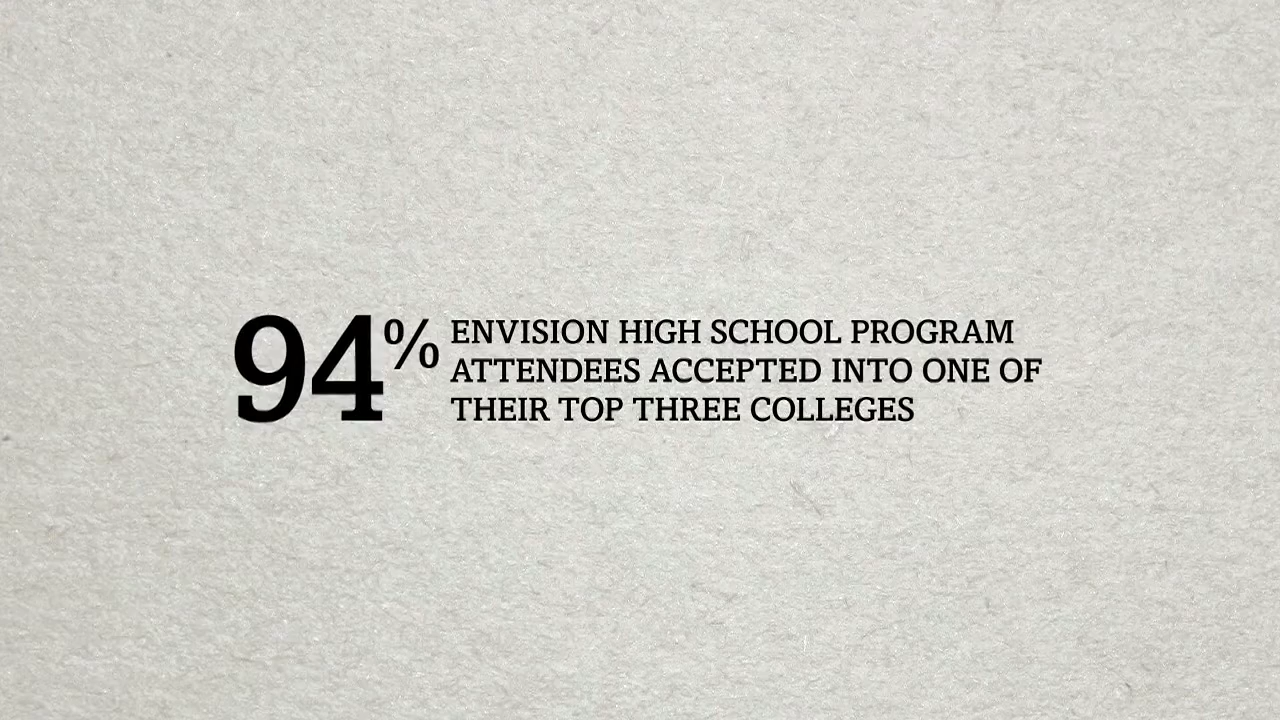 94% ENVISION HIGH SCHOOL PROGRAM
ATTENDEES ACCEPTED INTO ONE OF
THEIR TOP THREE COLLEGES